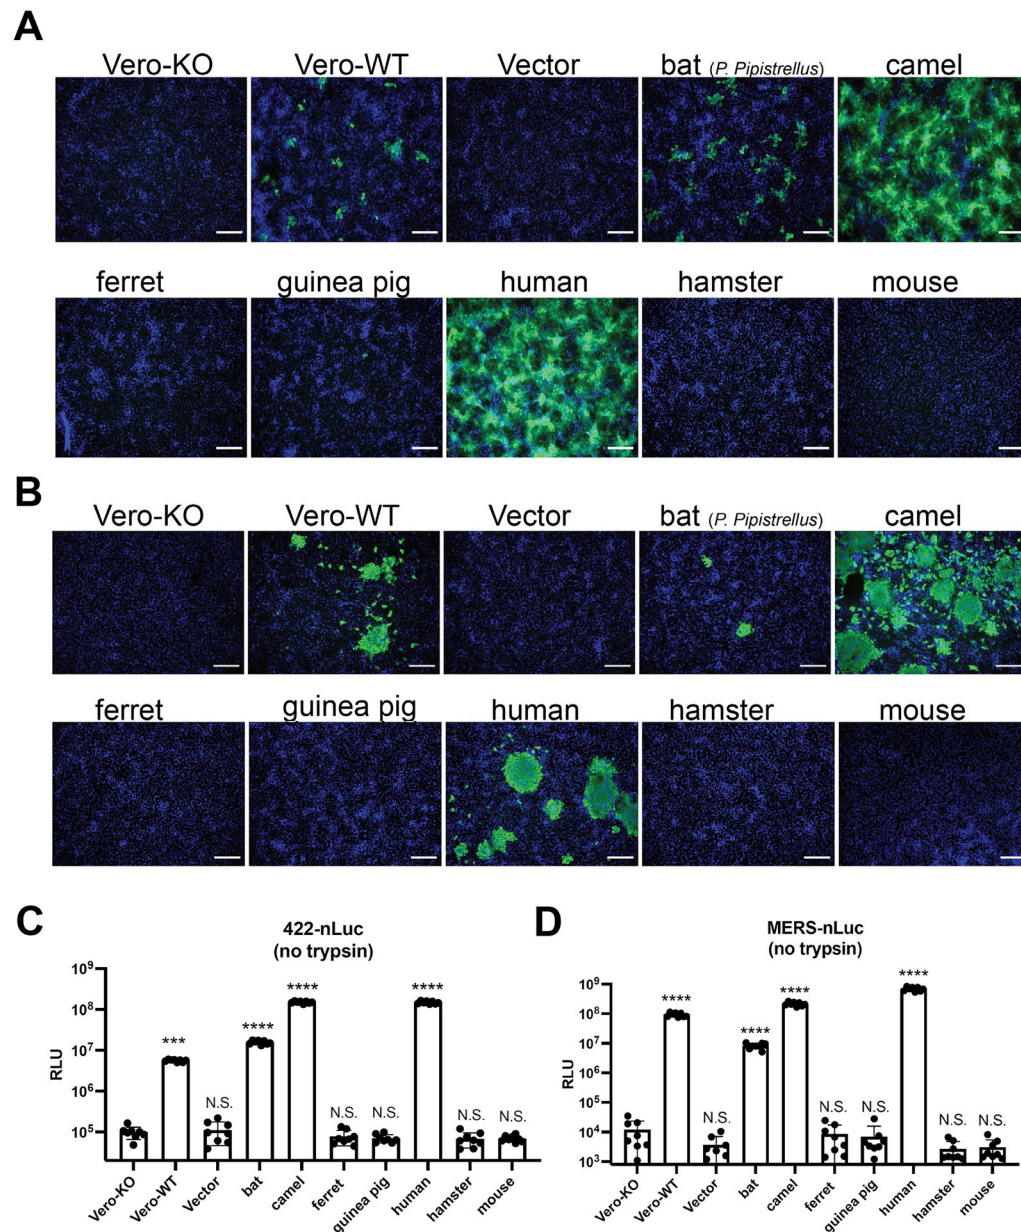 A
Vero-KO Vero-WT Vector bat (P. Pipistrellus) camel
ferret guinea pig human hamster mouse
B
Vero-KO Vero-WT Vector bat (P. Pipistrellus) camel
ferret guinea pig human hamster mouse
C
422-nLuc
(no trypsin)
RLU
10⁹
10⁸
10⁷
10⁶
10⁵
*** N.S. **** **** N.S. N.S. **** N.S. N.S.
Vero-KO Vero-WT Vector bat camel ferret guinea pig human hamster mouse
D
MERS-nLuc
(no trypsin)
RLU
10⁹
10⁸
10⁷
10⁶
10⁵
10⁴
10³
**** N.S. **** **** N.S. N.S. **** N.S. N.S.
Vero-KO Vero-WT Vector bat camel ferret guinea pig human hamster mouse